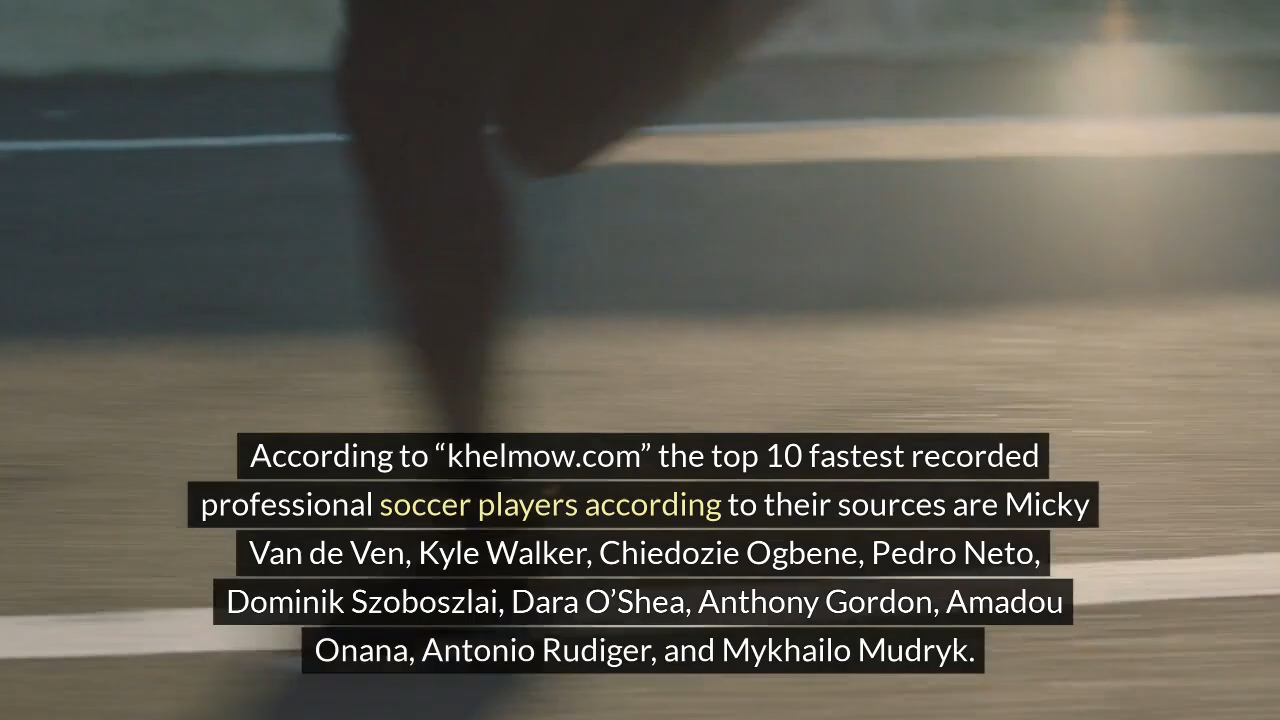 According to “khelmow.com” the top 10 fastest recorded
professional soccer players according to their sources are Micky
Van de Ven, Kyle Walker, Chiedozie Ogbene, Pedro Neto,
Dominik Szoboszlai, Dara O’Shea, Anthony Gordon, Amadou
Onana, Antonio Rudiger, and Mykhailo Mudryk.